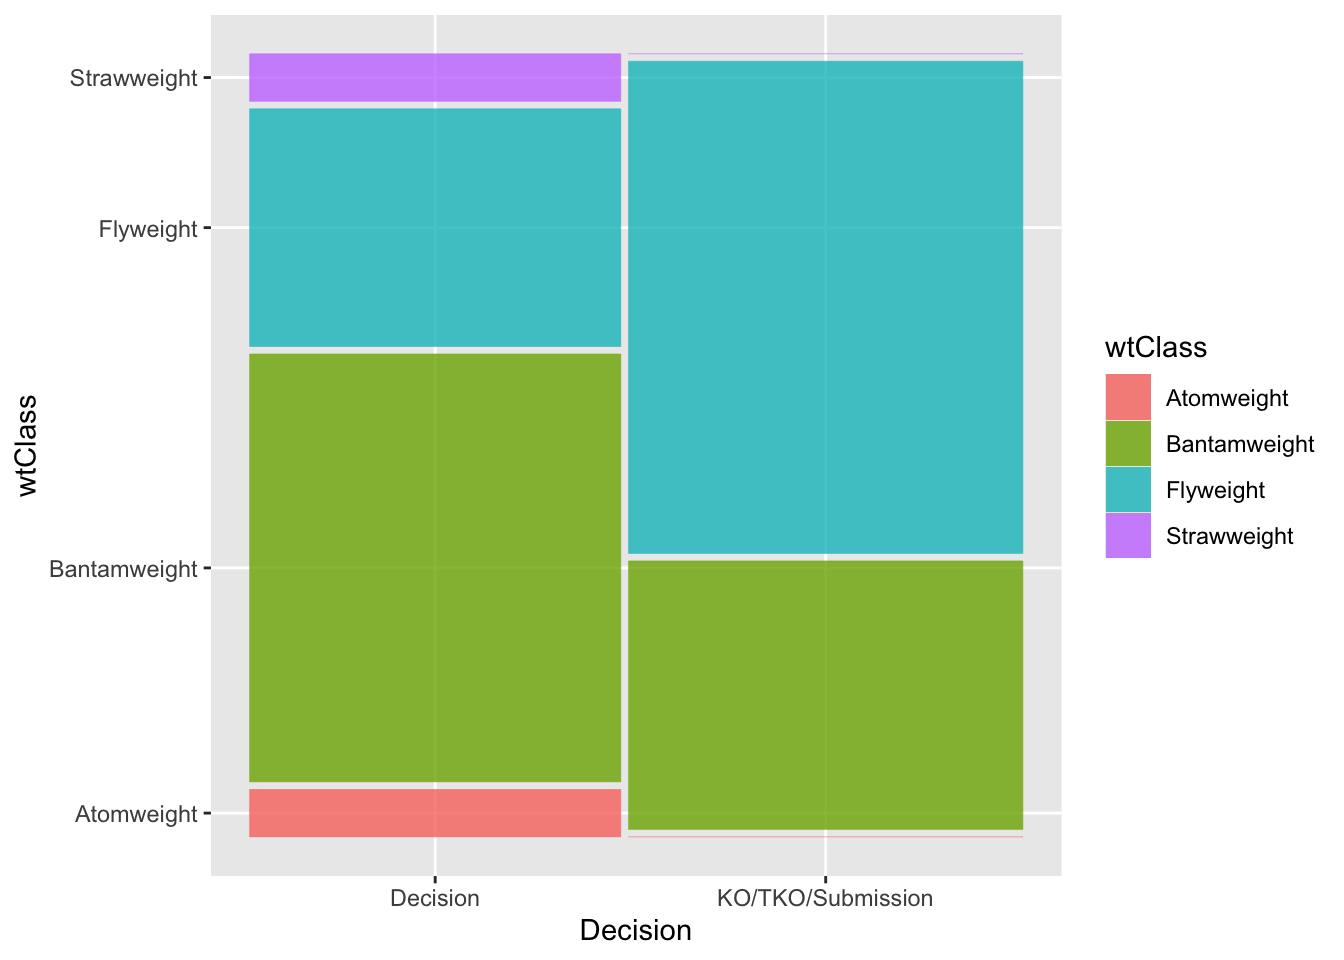 Strawweight
Flyweight
Bantamweight
Atomweight
wtClass
Decision
KO/TKO/Submission
Decision
wtClass
Atomweight
Bantamweight
Flyweight
Strawweight